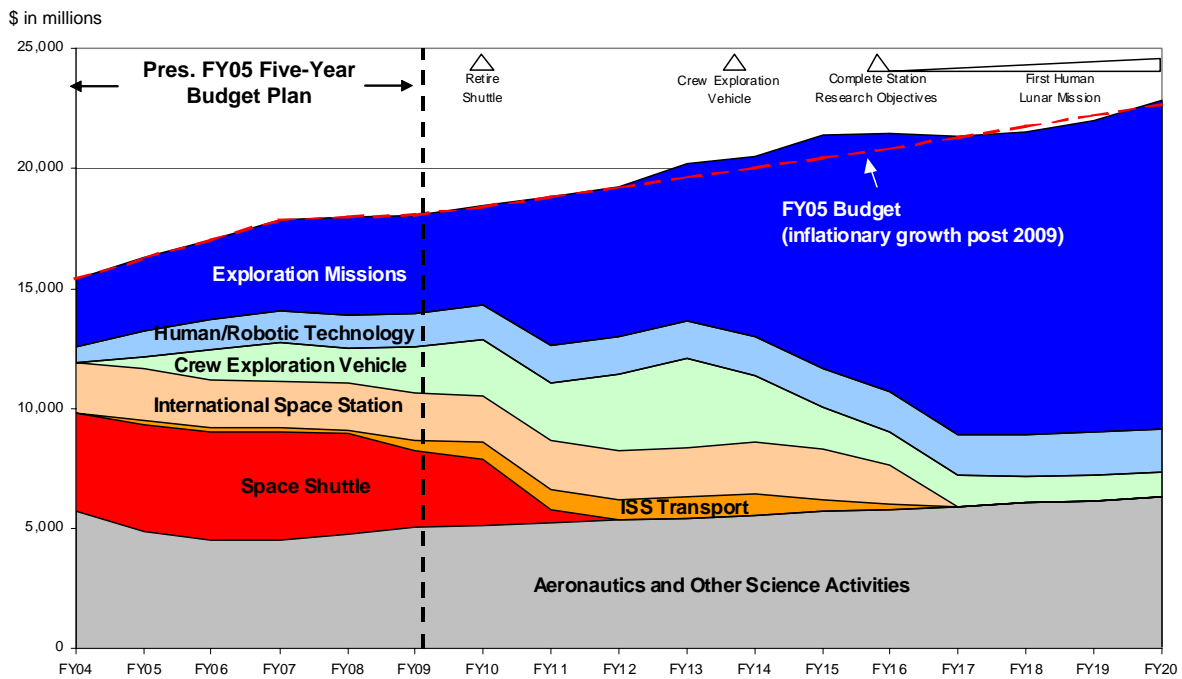 $ in millions
25,000
20,000
15,000
10,000
5,000
0
Pres. FY05 Five-Year
Budget Plan
Retire
Shuttle
Crew Exploration
Vehicle
Complete Station
Research Objectives
First Human
Lunar Mission
FY05 Budget
(inflationary growth post 2009)
Exploration Missions
Human/Robotic Technology
Crew Exploration Vehicle
International Space Station
Space Shuttle
ISS Transport
Aeronautics and Other Science Activities
FY04 FY05 FY06 FY07 FY08 FY09 FY10 FY11 FY12 FY13 FY14 FY15 FY16 FY17 FY18 FY19 FY20